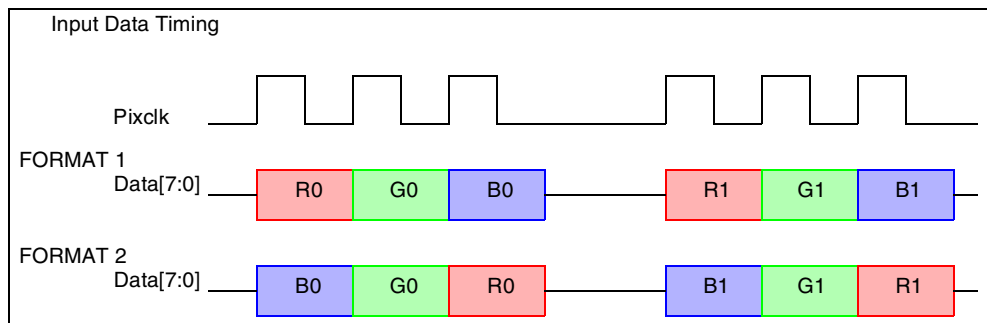 Input Data Timing
Pixclk
FORMAT 1
Data[7:0] R0 G0 B0 R1 G1 B1
FORMAT 2
Data[7:0] B0 G0 R0 B1 G1 R1